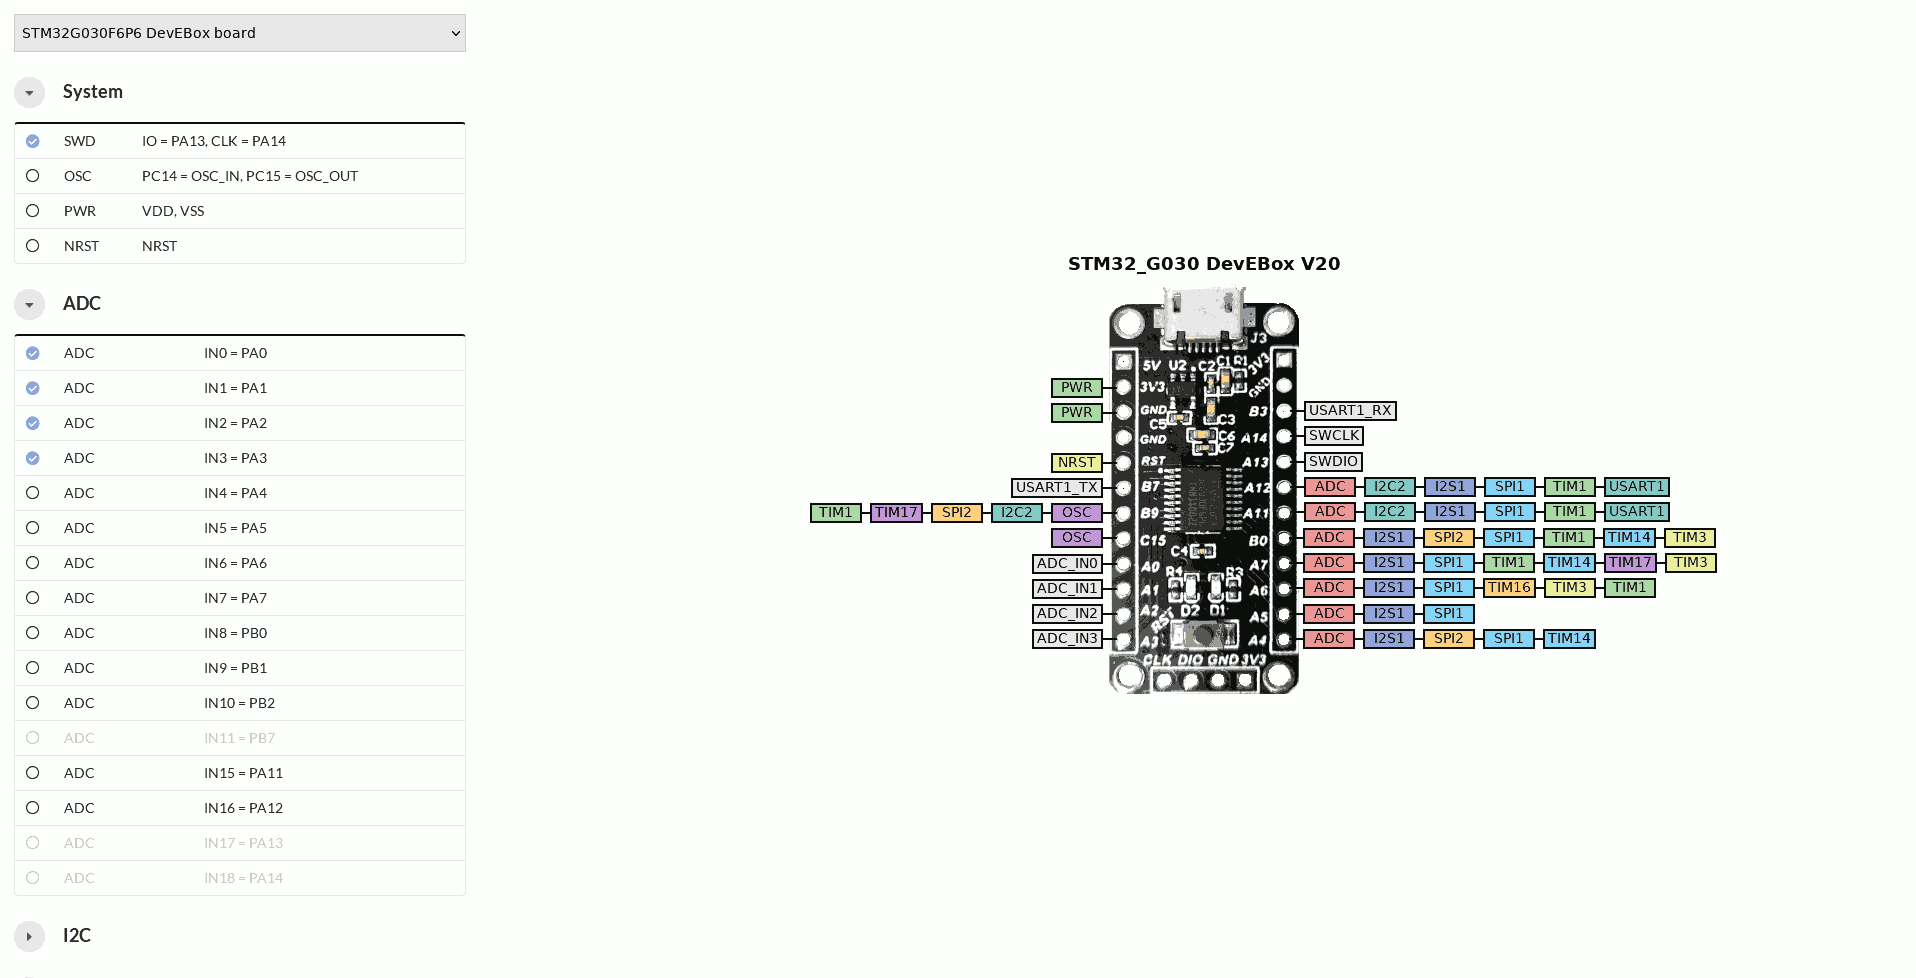 STM32G030F6P6 DevEBox board
System
SWD IO = PA13, CLK = PA14
OSC PC14 = OSC_IN, PC15 = OSC_OUT
PWR VDD, VSS
NRST NRST
ADC
ADC IN0 = PA0
ADC IN1 = PA1
ADC IN2 = PA2
ADC IN3 = PA3
ADC IN4 = PA4
ADC IN5 = PA5
ADC IN6 = PA6
ADC IN7 = PA7
ADC IN8 = PB0
ADC IN9 = PB1
ADC IN10 = PB2
ADC IN11 = PB7
ADC IN15 = PA11
ADC IN16 = PA12
ADC IN17 = PA13
ADC IN18 = PA14
I2C
STM32_G030 DevEBox V20
J3
5V U2 C2 C1 R1 3V3
PWR 3V3 GND
PWR GND B3 USART1_RX
C5 C3
GND C6 A14 SWCLK
C7
NRST RST A13 SWDIO
USART1_TX B7 A12 ADC I2C2 I2S1 SPI1 TIM1 USART1
TIM1 TIM17 SPI2 I2C2 OSC B9 A11 ADC I2C2 I2S1 SPI1 TIM1 USART1
OSC C15 B0 ADC I2S1 SPI2 SPI1 TIM1 TIM14 TIM3
C4
ADC_IN0 A0 A7 ADC I2S1 SPI1 TIM1 TIM14 TIM17 TIM3
R4 R3
ADC_IN1 A1 A6 ADC I2S1 SPI1 TIM16 TIM3 TIM1
D2 D1
ADC_IN2 A2 A5 ADC I2S1 SPI1
RST
ADC_IN3 A3 A4 ADC I2S1 SPI2 SPI1 TIM14
CLK DIO GND 3V3